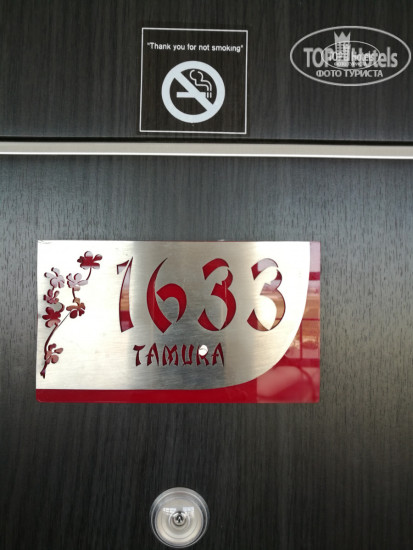 "Thank you for not smoking"
TOP Hotels
ФОТО ТУРИСТА
1633
TAMURA